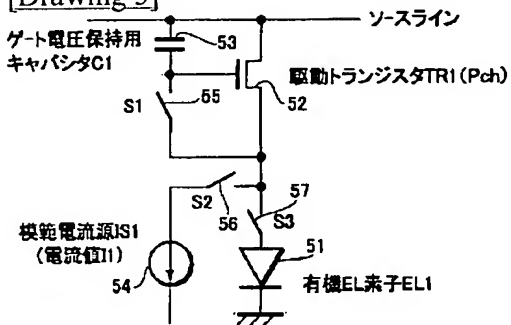 [Drawing 9]
ソースライン
ゲート電圧保持用
キャパシタC1
53
駆動トランジスタTR1(Pch)
52
S1
55
S2
56
57
S3
模範電流源IS1
(電流値I1)
54
51
有機EL素子EL1